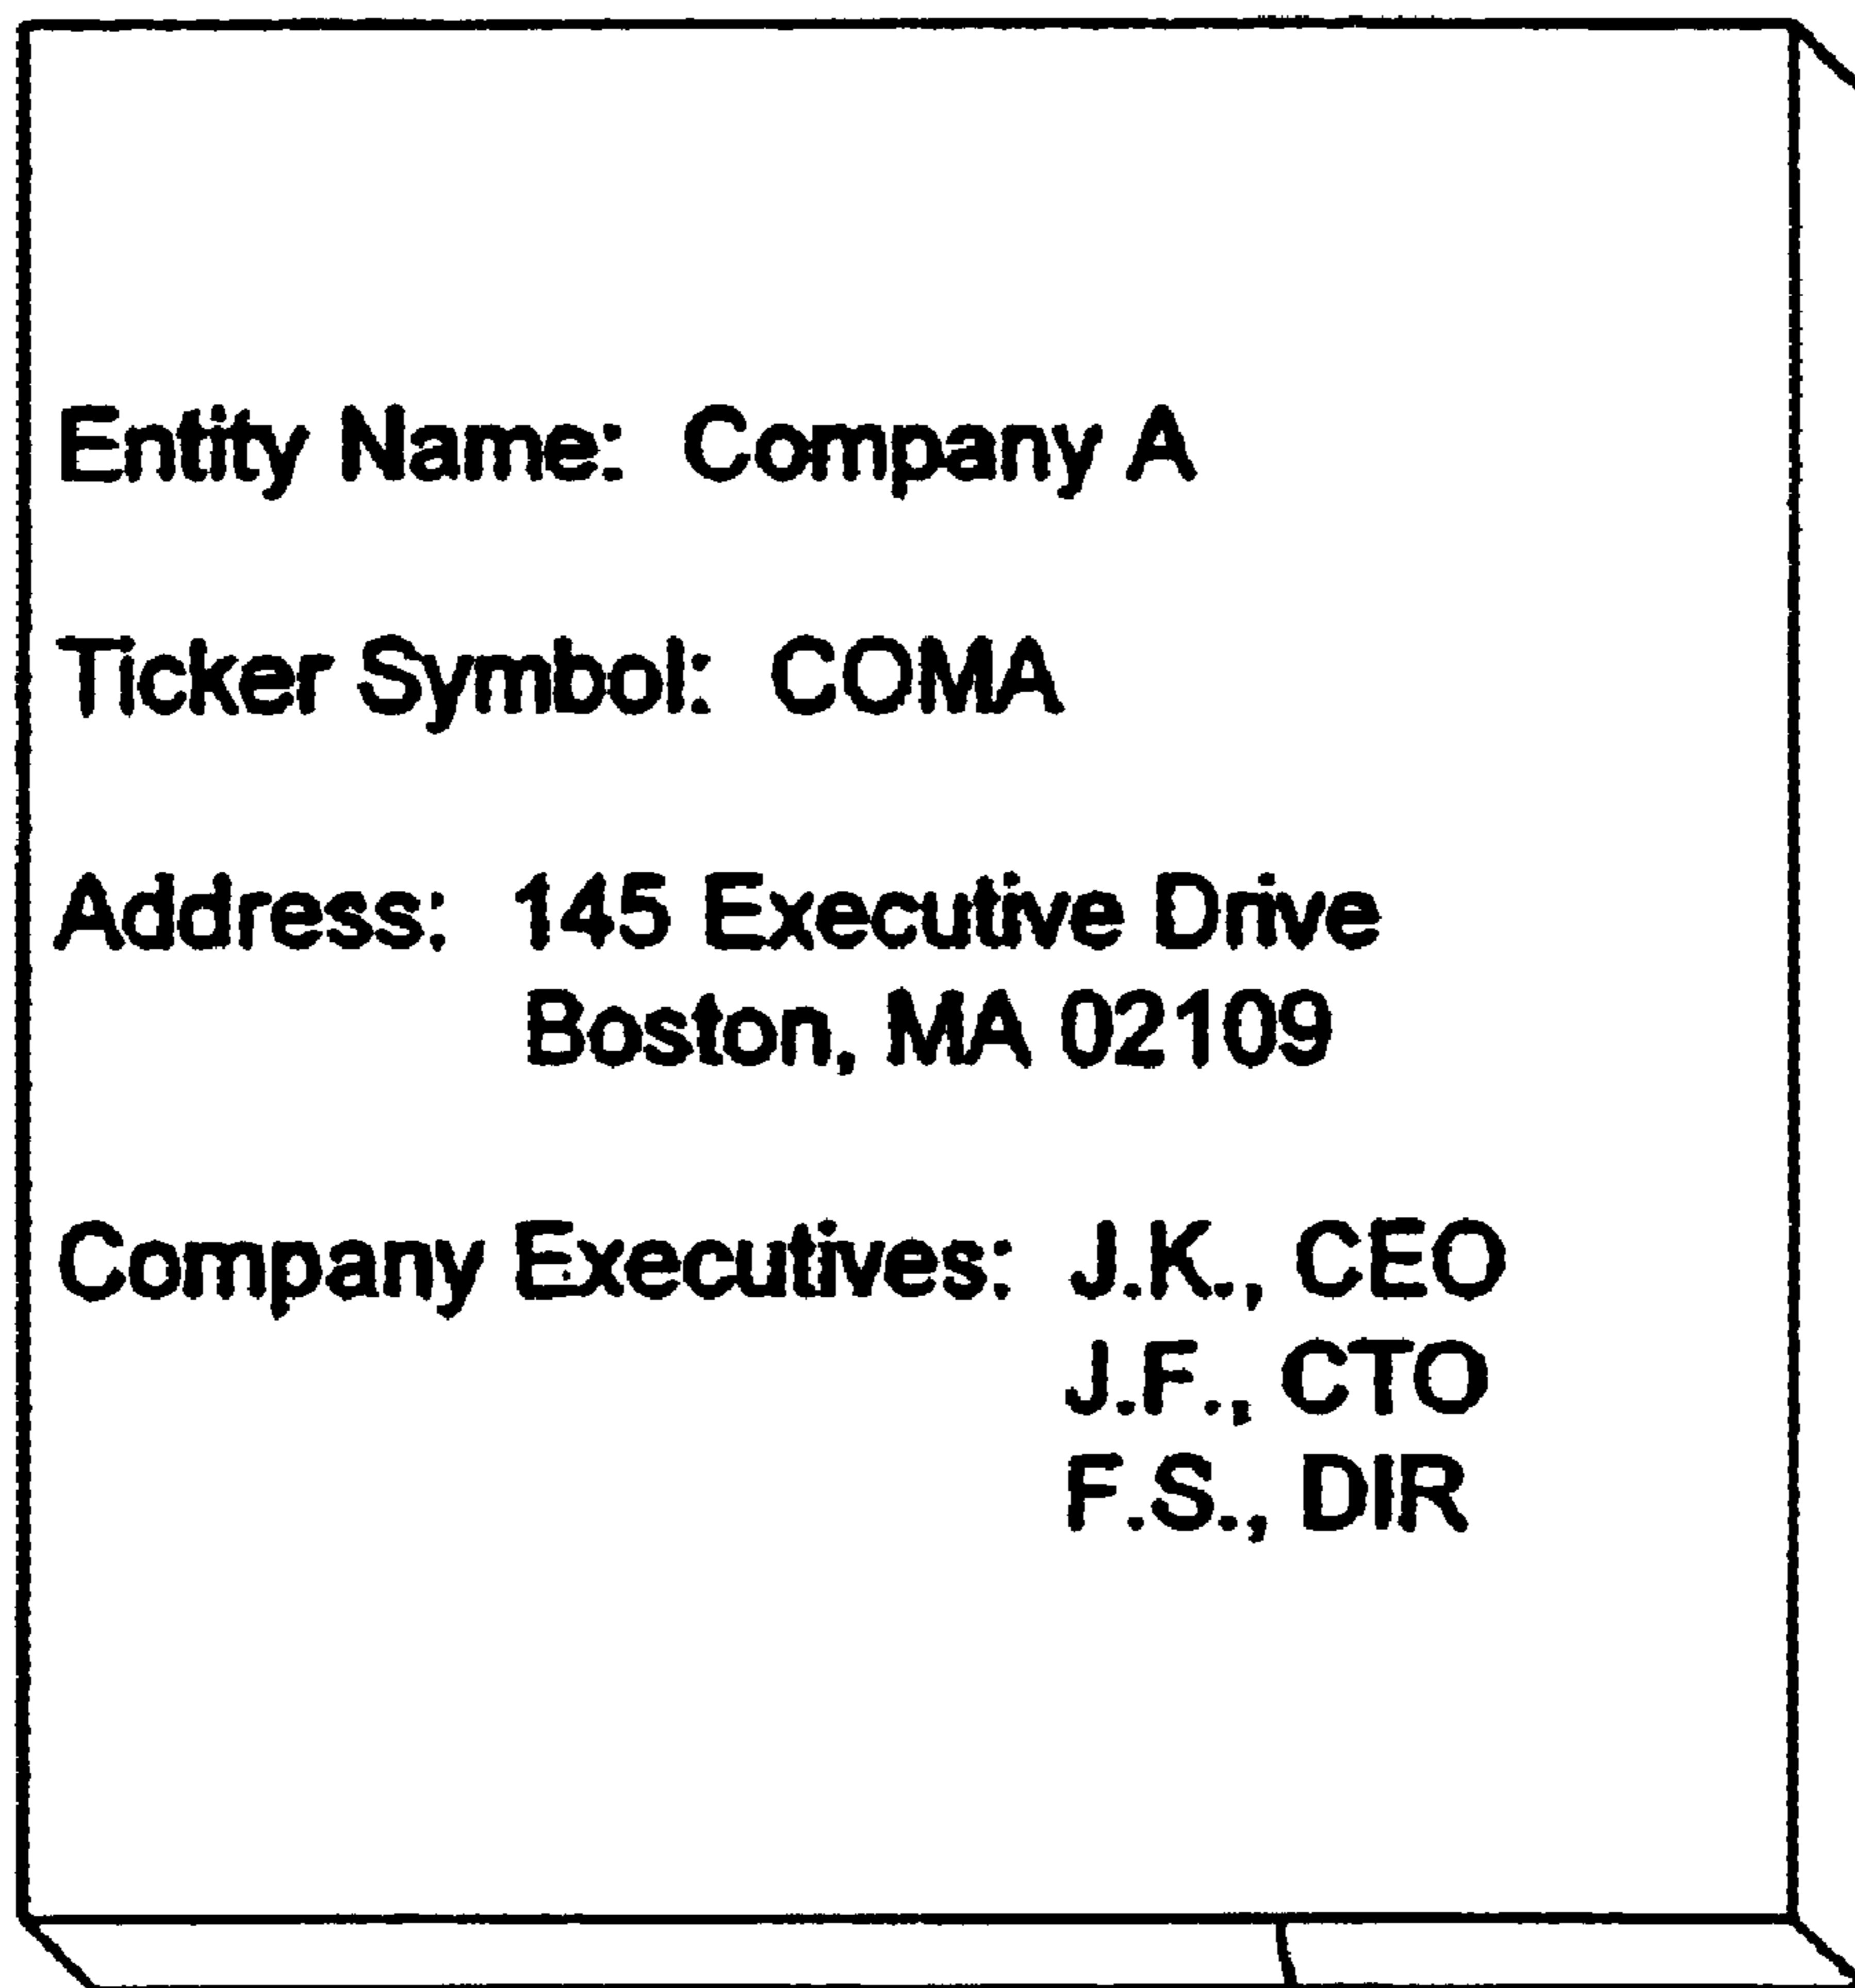 Entity Name: Company A
Ticker Symbol: COMA
Address: 145 Executive Drive
Boston, MA 02109
Company Executives: J.K., CEO
J.F., CTO
F.S., DIR